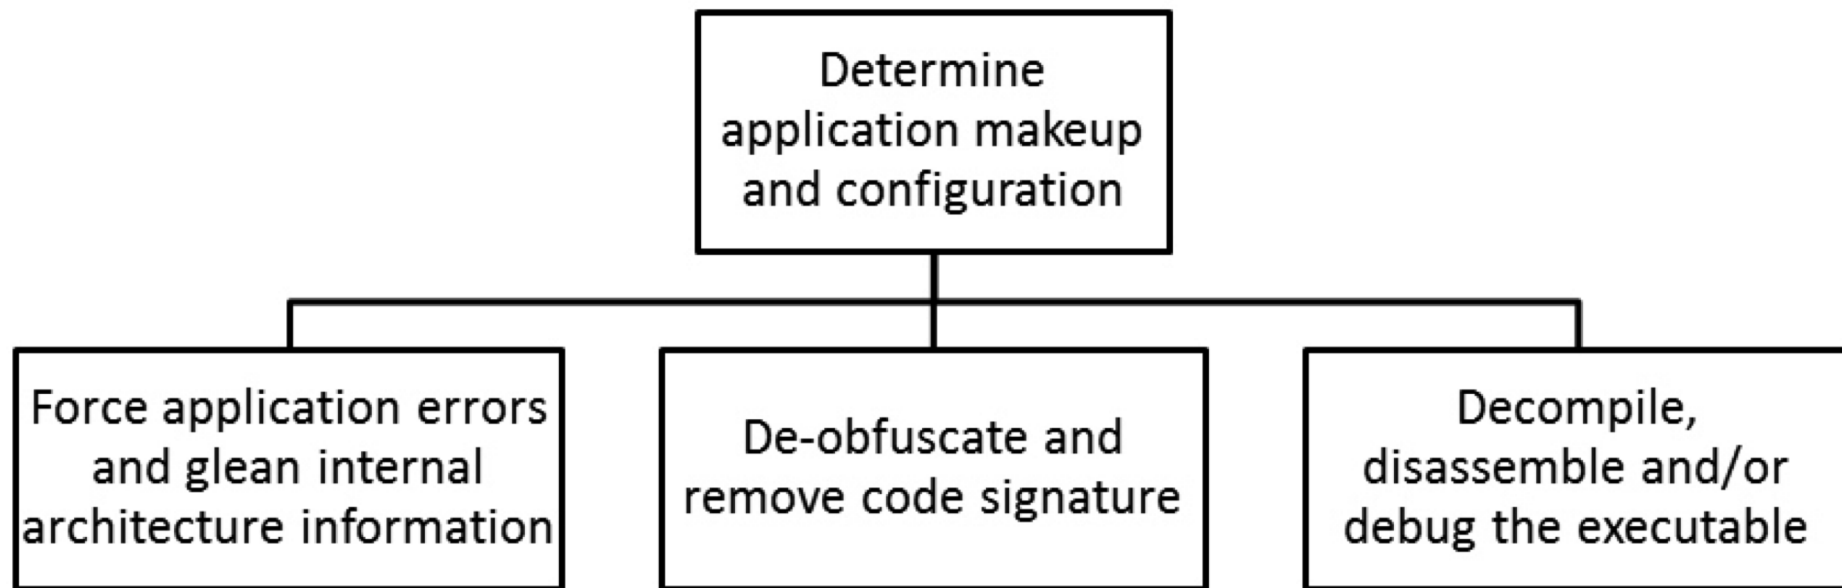 Determine
application makeup
and configuration
Force application errors
and glean internal
architecture information
De-obfuscate and
remove code signature
Decompile,
disassemble and/or
debug the executable